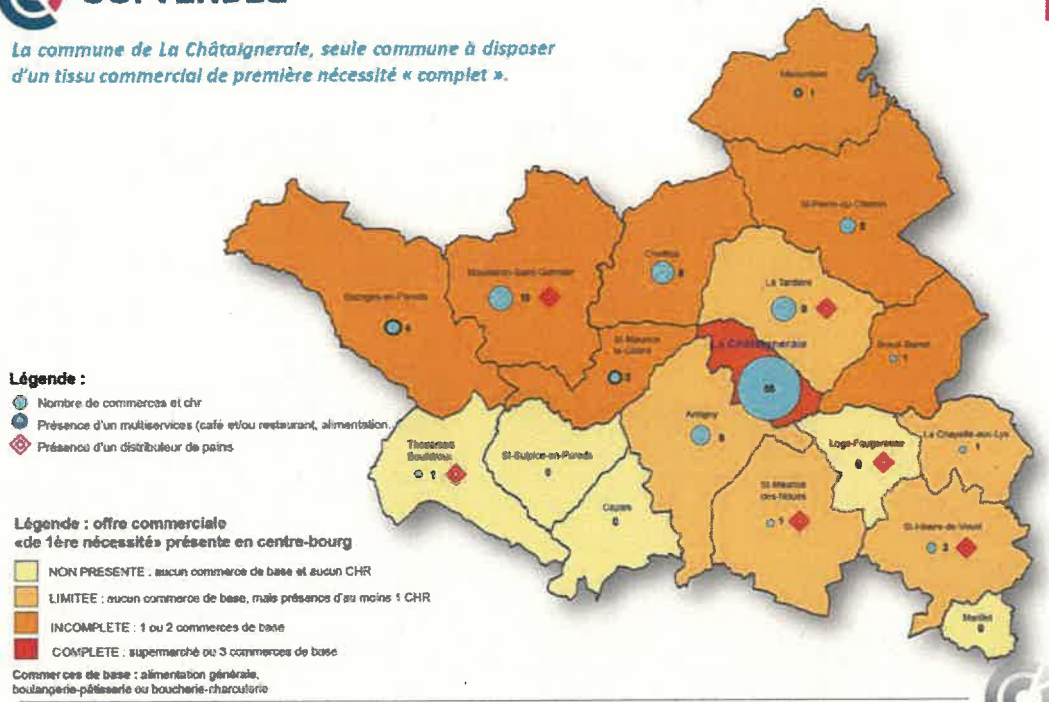 La commune de La Châtaigneraie, seule commune à disposer
d'un tissu commercial de première nécessité « complet ».
1
St-Pierre-du-Chemin
Cheffois
Mouilleron-Saint-Germain
10
La Tardière
9
Bazoges-en-Pareds
4
St-Maurice
le-Girard
La Châtaigneraie
Breuil-Barret
1
Légende :
Nombre de commerces et chr
Présence d'un multiservices (café et/ou restaurant, alimentation
Présence d'un distributeur de pains
Antigny
Thouarsais
Bouildroux
1
St-Sulpice-en-Pareds
0
Cezais
0
Loge-Fougereuse
La Chapelle-aux-Lys
1
St-Maurice
des-Noues
1
St-Hilaire-de-Voust
Marillet
0
Légende : offre commerciale
«de 1ère nécessité» présente en centre-bourg
NON PRESENTE : aucun commerce de base et aucun CHR
LIMITEE : aucun commerce de base, mais présence d'au moins 1 CHR
INCOMPLETE : 1 ou 2 commerces de base
COMPLETE : supermarché ou 3 commerces de base
Commerces de base : alimentation générale,
boulangerie-pâtisserie ou boucherie-charcuterie